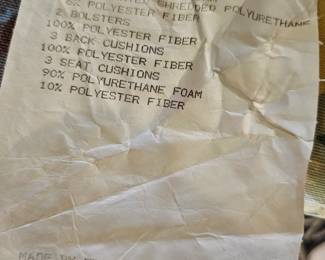 SHREDDED POLYURETHANE
POLYESTER FIBER
2 BOLSTERS
100% POLYESTER FIBER
3 BACK CUSHIONS
100% POLYESTER FIBER
3 SEAT CUSHIONS
90% POLYURETHANE FOAM
10% POLYESTER FIBER
MADE